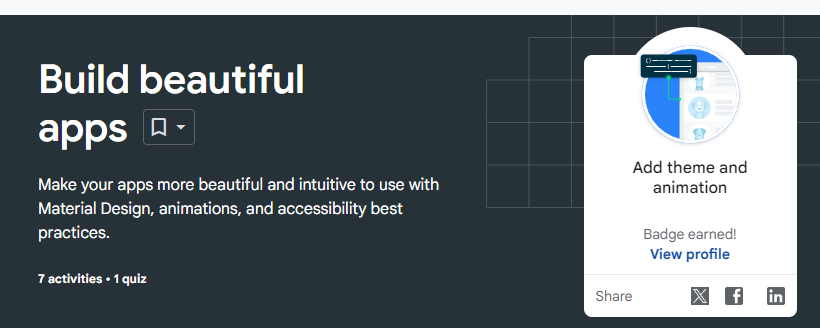 Build beautiful
apps
Make your apps more beautiful and intuitive to use with
Material Design, animations, and accessibility best
practices.
7 activities • 1 quiz
Add theme and
animation
Badge earned!
View profile
Share